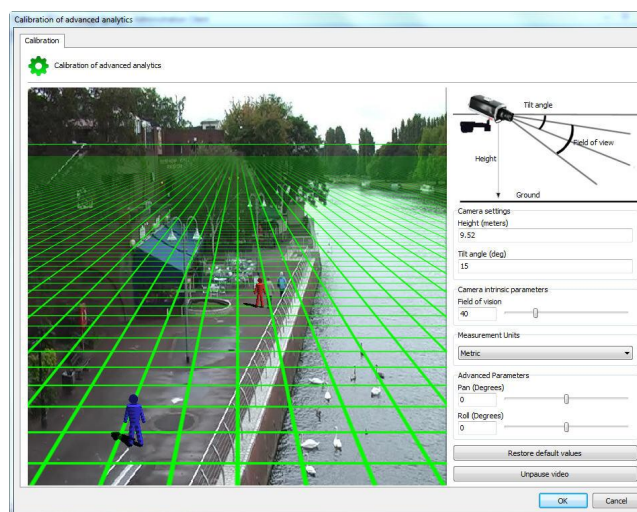 Calibration of advanced analytics
Calibration
Calibration of advanced analytics
Tilt angle
Field of view
Height
Ground
Camera settings
Height (meters)
9.52
Tilt angle (deg)
15
Camera intrinsic parameters
Field of vision
40
Measurement Units
Metric
Advanced Parameters
Pan (Degrees)
0
Roll (Degrees)
0
Restore default values
Unpause video
OK
Cancel